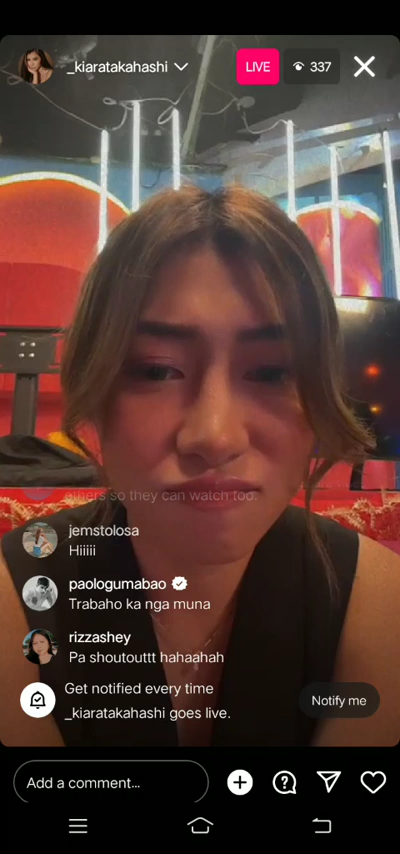 _kiaratakahashi
LIVE
337
others so they can watch too.
jemstolosa
Hiiiii
paologumabao
Trabaho ka nga muna
rizzashey
Pa shoutouttt hahaahah
Get notified every time
_kiaratakahashi goes live.
Notify me
Add a comment...